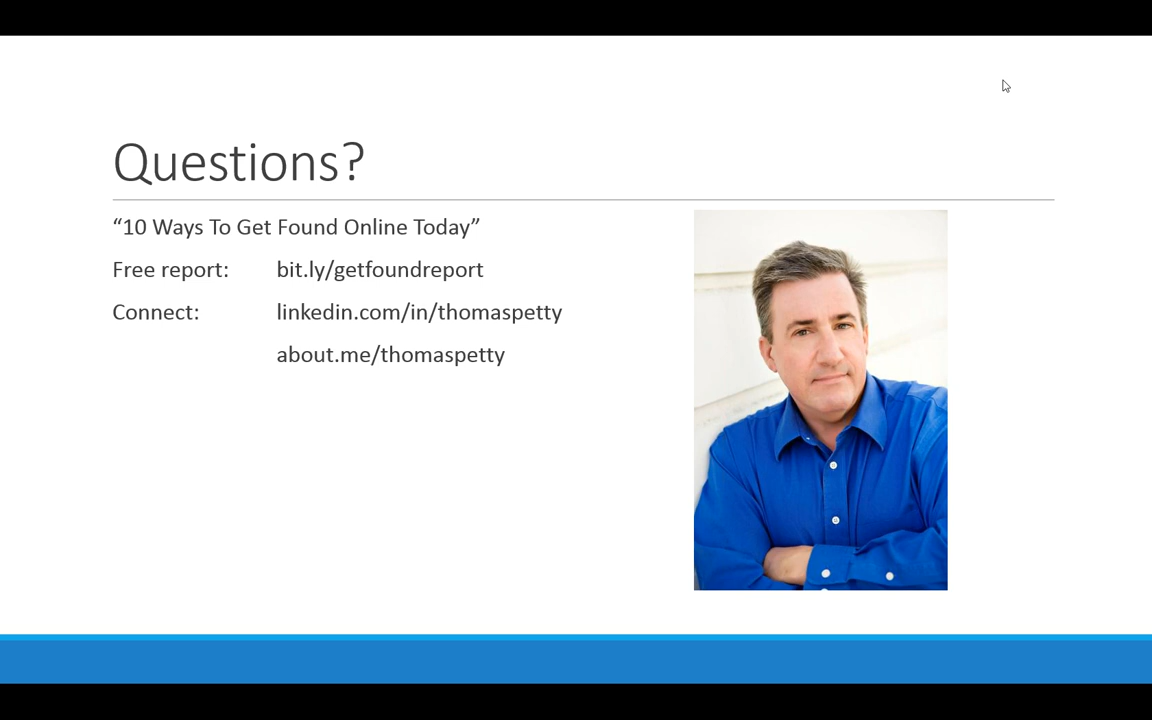 Questions?
“10 Ways To Get Found Online Today”
Free report: bit.ly/getfoundreport
Connect: linkedin.com/in/thomaspetty
about.me/thomaspetty